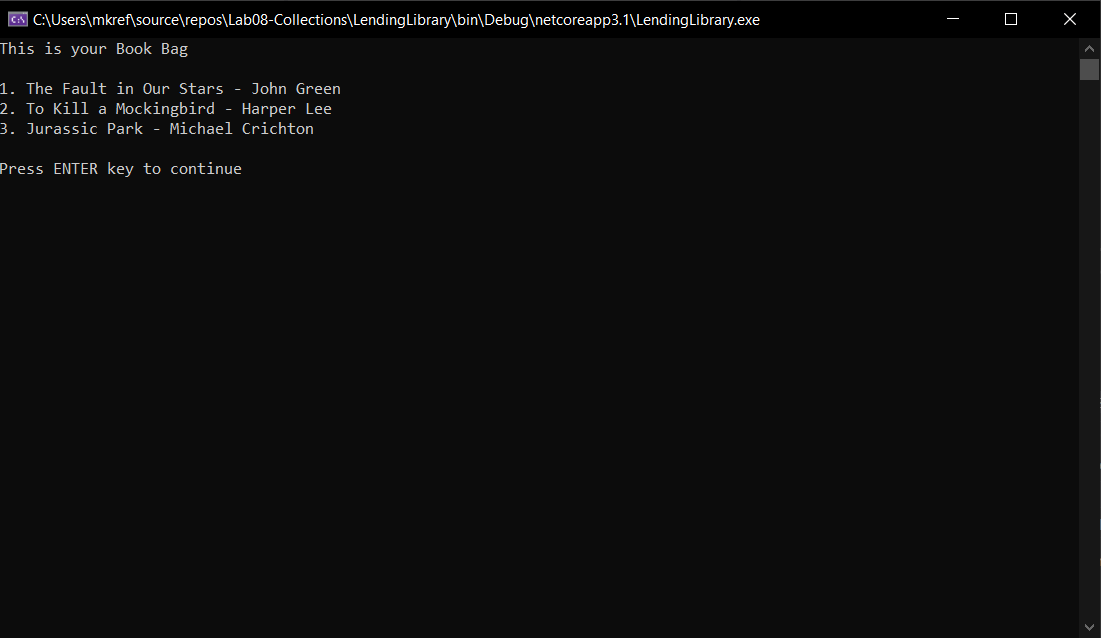 C:\Users\mkref\source\repos\Lab08-Collections\LendingLibrary\bin\Debug\netcoreapp3.1\LendingLibrary.exe
This is your Book Bag
1. The Fault in Our Stars - John Green
2. To Kill a Mockingbird - Harper Lee
3. Jurassic Park - Michael Crichton
Press ENTER key to continue